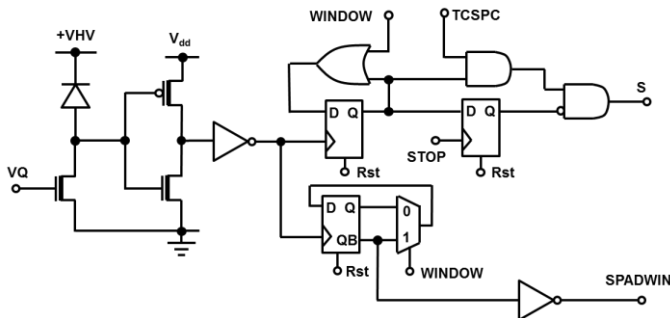 WINDOW
TCSPC
+VHV
Vdd
S
D Q
D Q
VQ
STOP
Rst
Rst
D Q
0
QB
1
Rst
WINDOW
SPADWIN